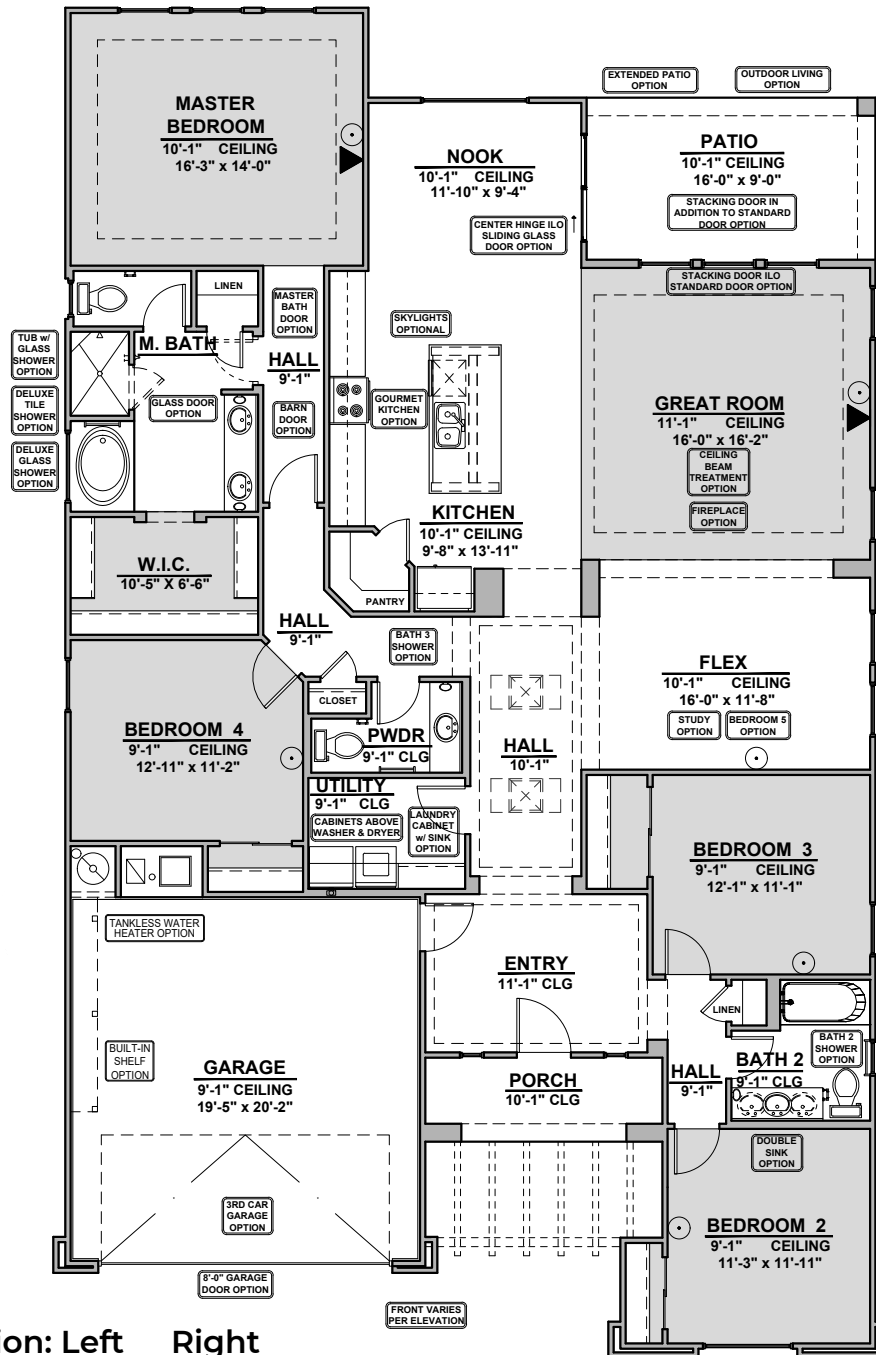 EXTENDED PATIO
OPTION
OUTDOOR LIVING
OPTION
MASTER
BEDROOM
10'-1" CEILING
16'-3" x 14'-0"
NOOK
10'-1" CEILING
11'-10" x 9'-4"
PATIO
10'-1" CEILING
16'-0" x 9'-0"
STACKING DOOR IN
ADDITION TO STANDARD
DOOR OPTION
CENTER HINGE ILO
SLIDING GLASS
DOOR OPTION
STACKING DOOR ILO
STANDARD DOOR OPTION
LINEN
MASTER
BATH
DOOR
OPTION
SKYLIGHTS
OPTIONAL
TUB w/
GLASS
SHOWER
OPTION
M. BATH
HALL
9'-1"
DELUXE
TILE
SHOWER
OPTION
GLASS DOOR
OPTION
BARN
DOOR
OPTION
GOURMET
KITCHEN
OPTION
GREAT ROOM
11'-1" CEILING
16'-0" x 16'-2"
CEILING
BEAM
TREATMENT
OPTION
FIREPLACE
OPTION
DELUXE
GLASS
SHOWER
OPTION
KITCHEN
10'-1" CEILING
9'-8" x 13'-11"
W.I.C.
10'-5" X 6'-6"
PANTRY
HALL
9'-1"
BATH 3
SHOWER
OPTION
FLEX
10'-1" CEILING
16'-0" x 11'-8"
STUDY
OPTION
BEDROOM 5
OPTION
CLOSET
BEDROOM 4
9'-1" CEILING
12'-11" x 11'-2"
PWDR
9'-1" CLG
HALL
10'-1"
UTILITY
9'-1" CLG
CABINETS ABOVE
WASHER & DRYER
LAUNDRY
CABINET
w/ SINK
OPTION
BEDROOM 3
9'-1" CEILING
12'-1" x 11'-1"
TANKLESS WATER
HEATER OPTION
ENTRY
11'-1" CLG
LINEN
BUILT-IN
SHELF
OPTION
GARAGE
9'-1" CEILING
19'-5" x 20'-2"
PORCH
10'-1" CLG
HALL
9'-1"
BATH 2
9'-1" CLG
BATH 2
SHOWER
OPTION
DOUBLE
SINK
OPTION
3RD CAR
GARAGE
OPTION
BEDROOM 2
9'-1" CEILING
11'-3" x 11'-11"
8'-0" GARAGE
DOOR OPTION
FRONT VARIES
PER ELEVATION
ion: Left Right